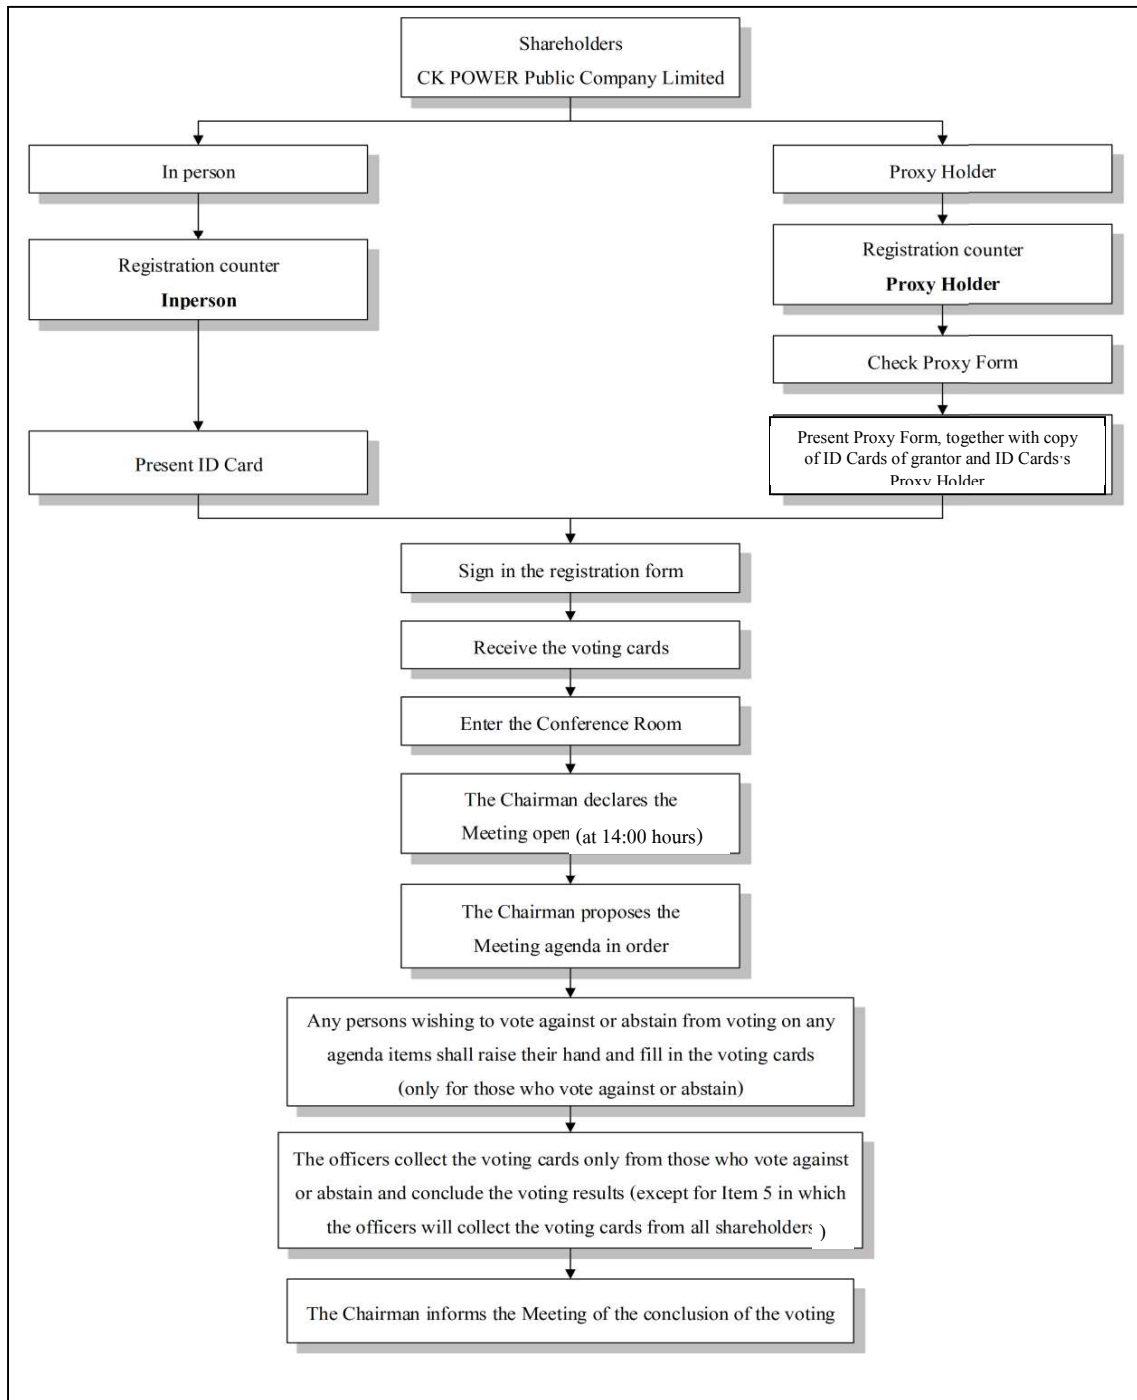 Shareholders
CK POWER Public Company Limited
In person
Proxy Holder
Registration counter
Inperson
Registration counter
Proxy Holder
Check Proxy Form
Present ID Card
Present Proxy Form, together with copy
of ID Cards of grantor and ID Cards's
Proxy Holder
Sign in the registration form
Receive the voting cards
Enter the Conference Room
The Chairman declares the
Meeting open (at 14:00 hours)
The Chairman proposes the
Meeting agenda in order
Any persons wishing to vote against or abstain from voting on any
agenda items shall raise their hand and fill in the voting cards
(only for those who vote against or abstain)
The officers collect the voting cards only from those who vote against
or abstain and conclude the voting results (except for Item 5 in which
the officers will collect the voting cards from all shareholders )
The Chairman informs the Meeting of the conclusion of the voting